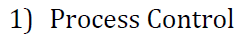 1) Process Control